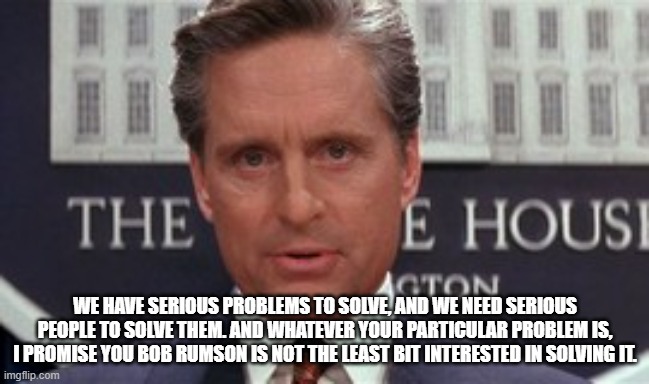 THE E HOUS
GTON
WE HAVE SERIOUS PROBLEMS TO SOLVE, AND WE NEED SERIOUS
PEOPLE TO SOLVE THEM. AND WHATEVER YOUR PARTICULAR PROBLEM IS,
I PROMISE YOU BOB RUMSON IS NOT THE LEAST BIT INTERESTED IN SOLVING IT.
imgflip.com